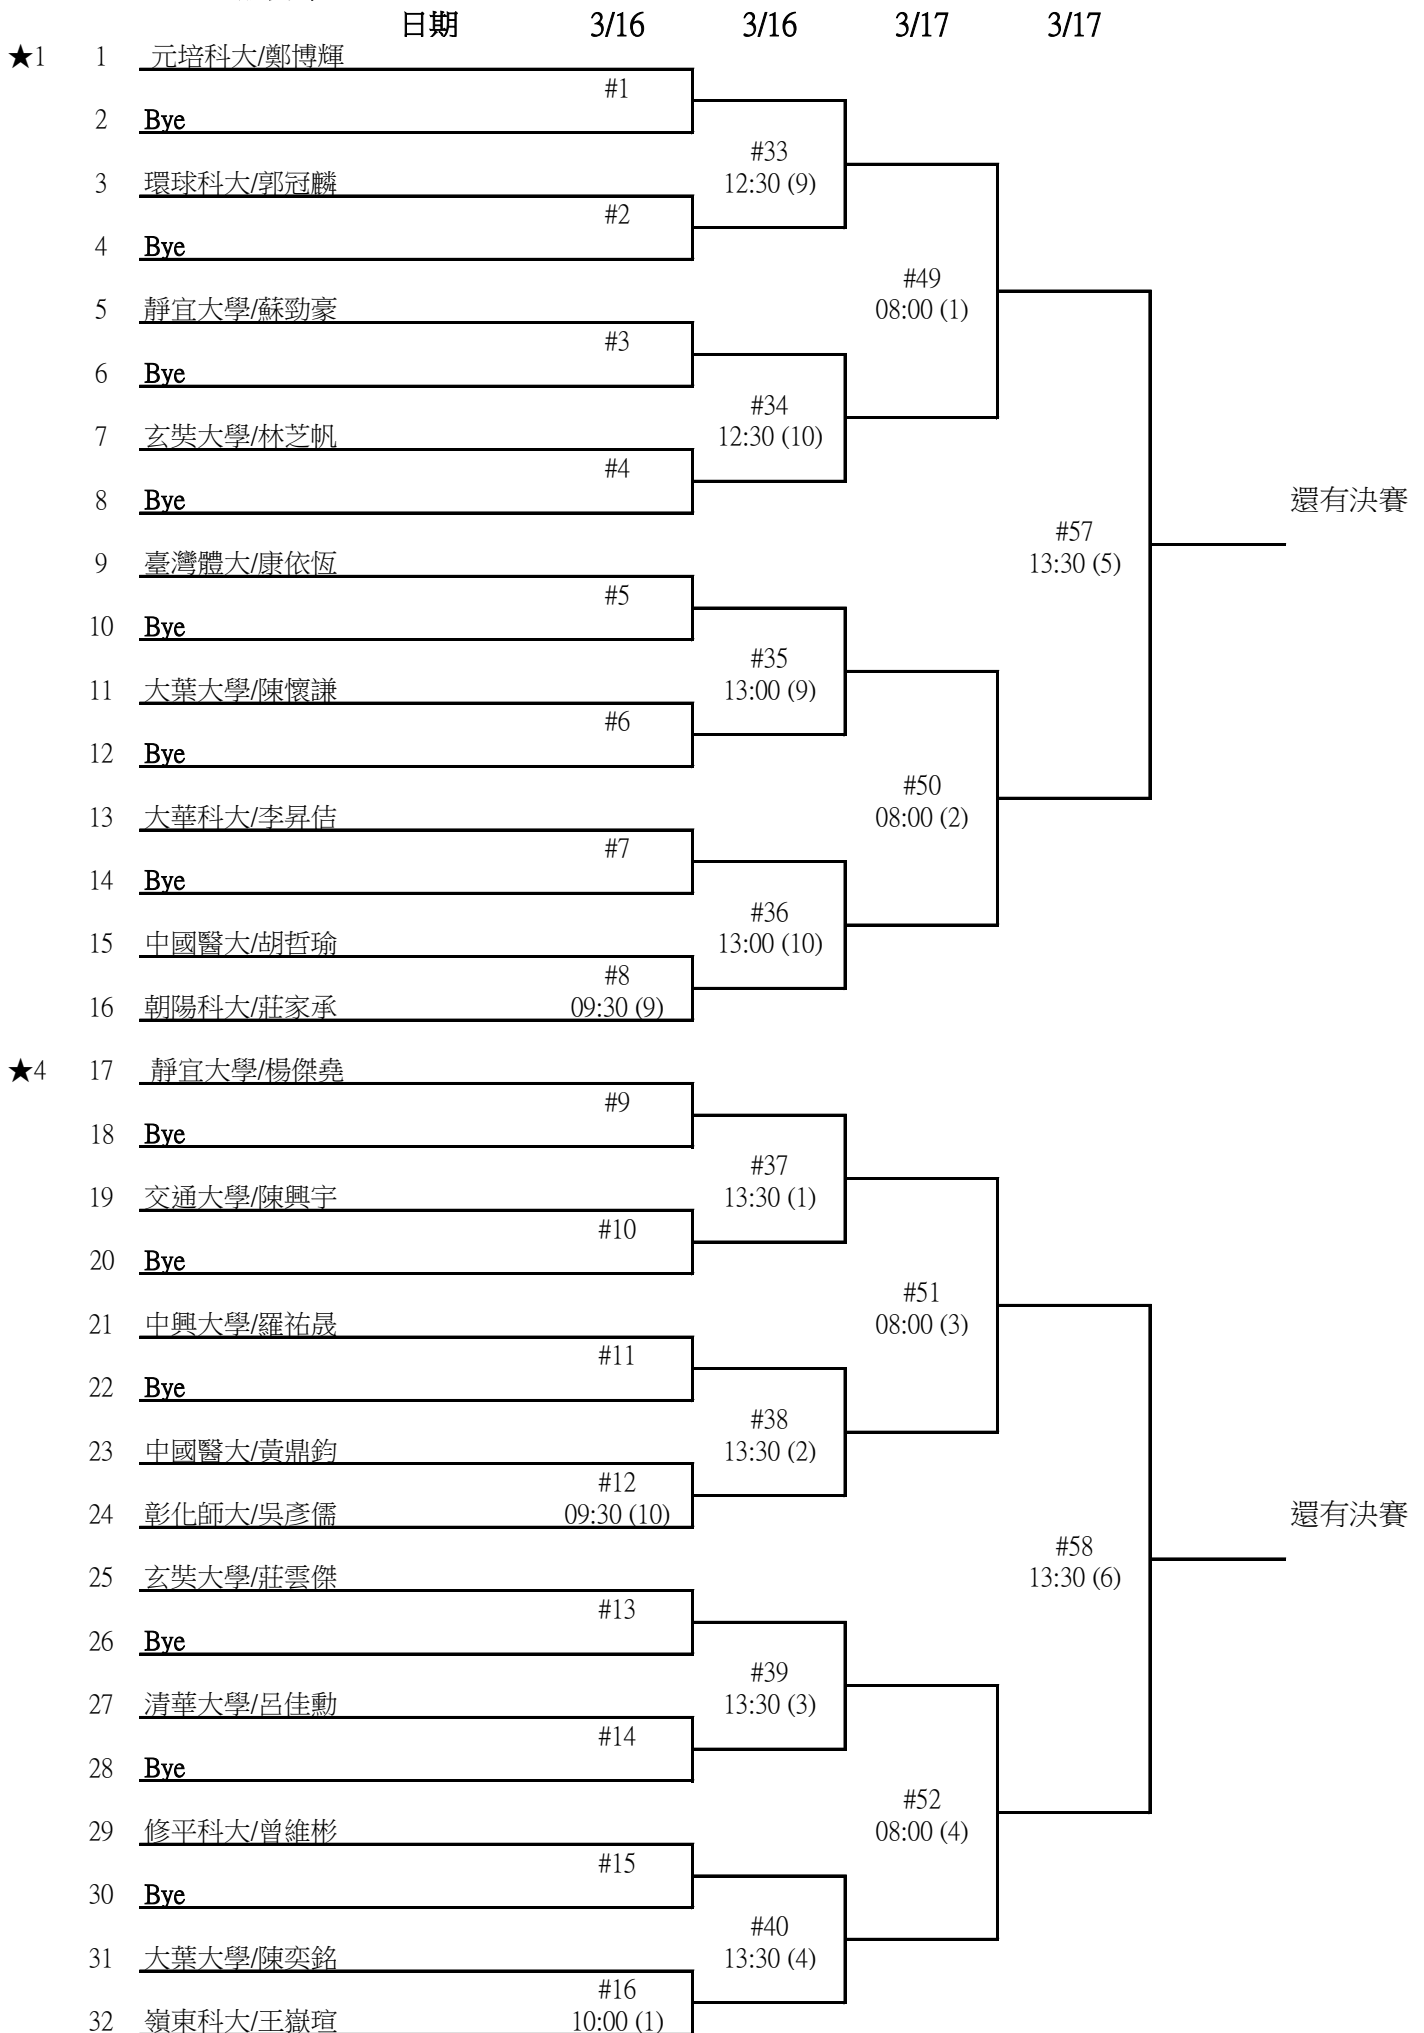 日期 3/16 3/16 3/17 3/17
★1 1 元培科大/鄭博輝
#1
2 Bye
#33
3 環球科大/郭冠麟 12:30 (9)
#2
4 Bye
#49
5 靜宜大學/蘇勁豪 08:00 (1)
#3
6 Bye
#34
7 玄奘大學/林芝帆 12:30 (10)
#4
8 Bye 還有決賽
#57
9 臺灣體大/康依恆 13:30 (5)
#5
10 Bye
#35
11 大葉大學/陳懷謙 13:00 (9)
#6
12 Bye
#50
13 大華科大/李昇佶 08:00 (2)
#7
14 Bye
#36
15 中國醫大/胡哲瑜 13:00 (10)
#8
16 朝陽科大/莊家承 09:30 (9)
★4 17 靜宜大學/楊傑堯
#9
18 Bye
#37
19 交通大學/陳興宇 13:30 (1)
#10
20 Bye
#51
21 中興大學/羅祐晟 08:00 (3)
#11
22 Bye
#38
23 中國醫大/黃鼎鈞 13:30 (2)
#12
24 彰化師大/吳彥儒 09:30 (10) 還有決賽
#58
25 玄奘大學/莊雲傑 13:30 (6)
#13
26 Bye
#39
27 清華大學/呂佳勳 13:30 (3)
#14
28 Bye
#52
29 修平科大/曾維彬 08:00 (4)
#15
30 Bye
#40
31 大葉大學/陳奕銘 13:30 (4)
#16
32 嶺東科大/王嶽瑄 10:00 (1)